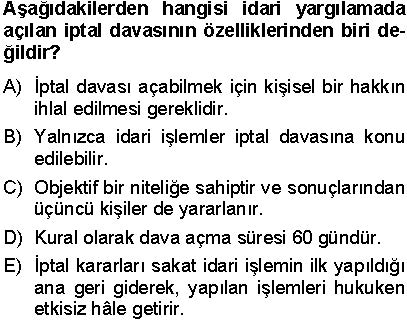 Aşağıdakilerden hangisi idari yargılamada
açılan iptal davasının özelliklerinden biri de-
ğildir?
A) İptal davası açabilmek için kişisel bir hakkın
ihlal edilmesi gereklidir.
B) Yalnızca idari işlemler iptal davasına konu
edilebilir.
C) Objektif bir niteliğe sahiptir ve sonuçlarından
üçüncü kişiler de yararlanır.
D) Kural olarak dava açma süresi 60 gündür.
E) İptal kararları sakat idari işlemin ilk yapıldığı
ana geri giderek, yapılan işlemleri hukuken
etkisiz hâle getirir.